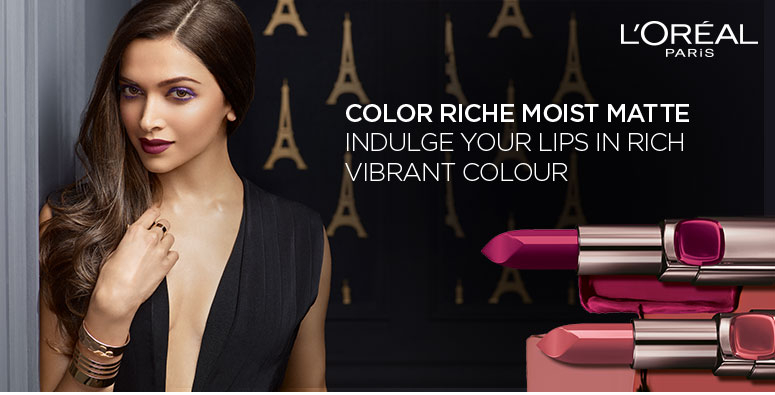 L'ORÉAL
PARIS
COLOR RICHE MOIST MATTE
INDULGE YOUR LIPS IN RICH
VIBRANT COLOUR